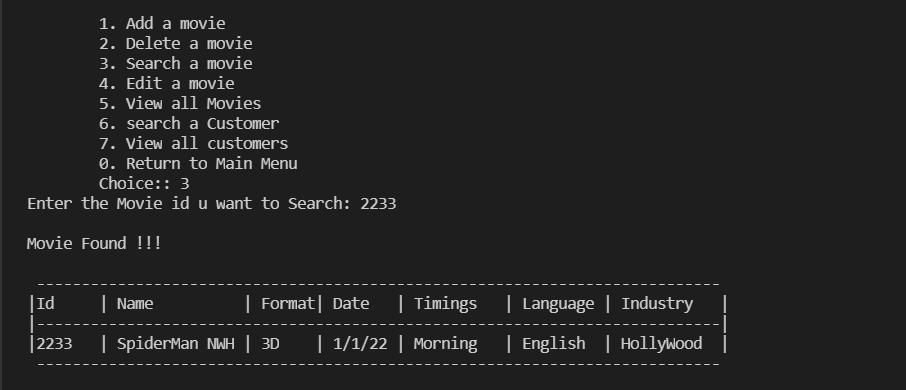 1. Add a movie
2. Delete a movie
3. Search a movie
4. Edit a movie
5. View all Movies
6. search a Customer
7. View all customers
0. Return to Main Menu
Choice:: 3
Enter the Movie id u want to Search: 2233
Movie Found !!!
----------------------------------------------------------------------------
|Id     | Name         | Format| Date   | Timings   | Language | Industry   |
|----------------------------------------------------------------------------|
|2233   | SpiderMan NWH | 3D    | 1/1/22 | Morning   | English  | HollyWood  |
----------------------------------------------------------------------------